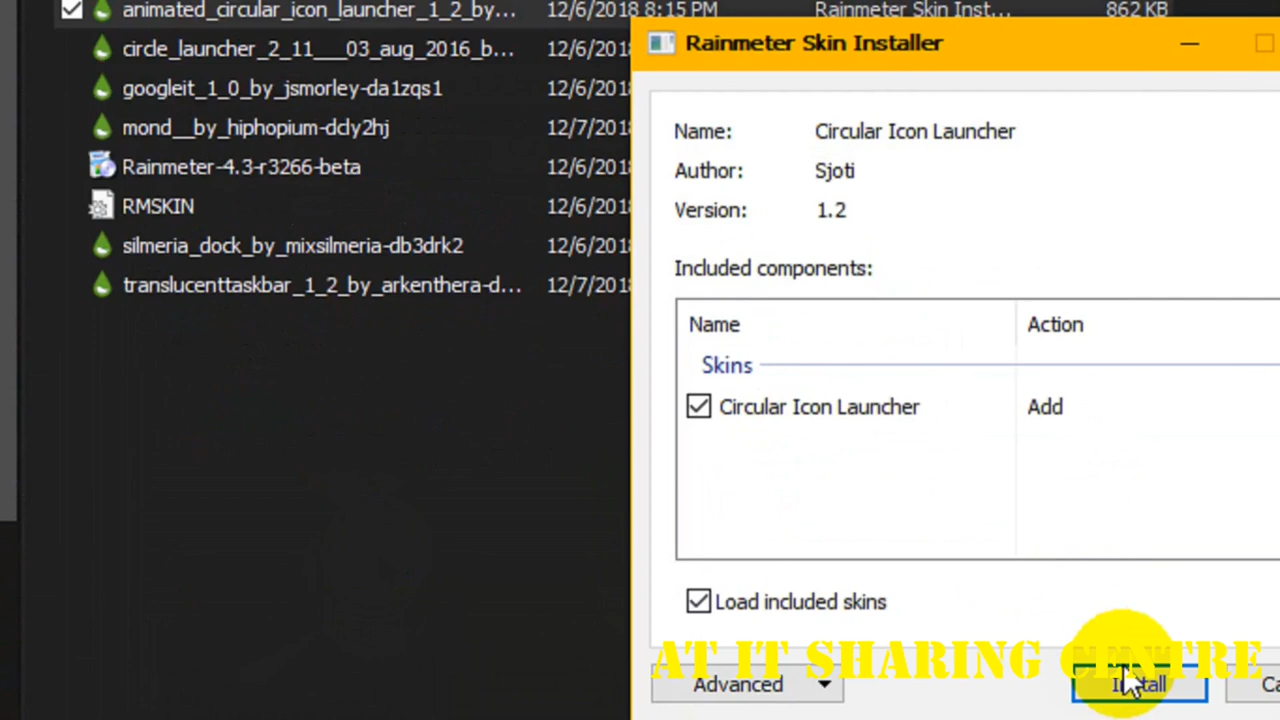 animated_circular_icon_launcher_1_2_by... 12/6/2018 8:15 PM Rainmeter Skin Inst... 862 KB
circle_launcher_2_11___03_aug_2016_b... 12/6/2018
googleit_1_0_by_jsmorley-da1zqs1 12/6/2018
mond__by_hiphopium-dcly2hj 12/7/2018
Rainmeter-4.3-r3266-beta 12/6/2018
RMSKIN 12/6/2018
silmeria_dock_by_mixsilmeria-db3drk2 12/6/2018
translucenttaskbar_1_2_by_arkenthera-d... 12/7/2018
Rainmeter Skin Installer
Name: Circular Icon Launcher
Author: Sjoti
Version: 1.2
Included components:
Name Action
Skins
Circular Icon Launcher Add
Load included skins
AT IT SHARING CENTRE
Advanced Install